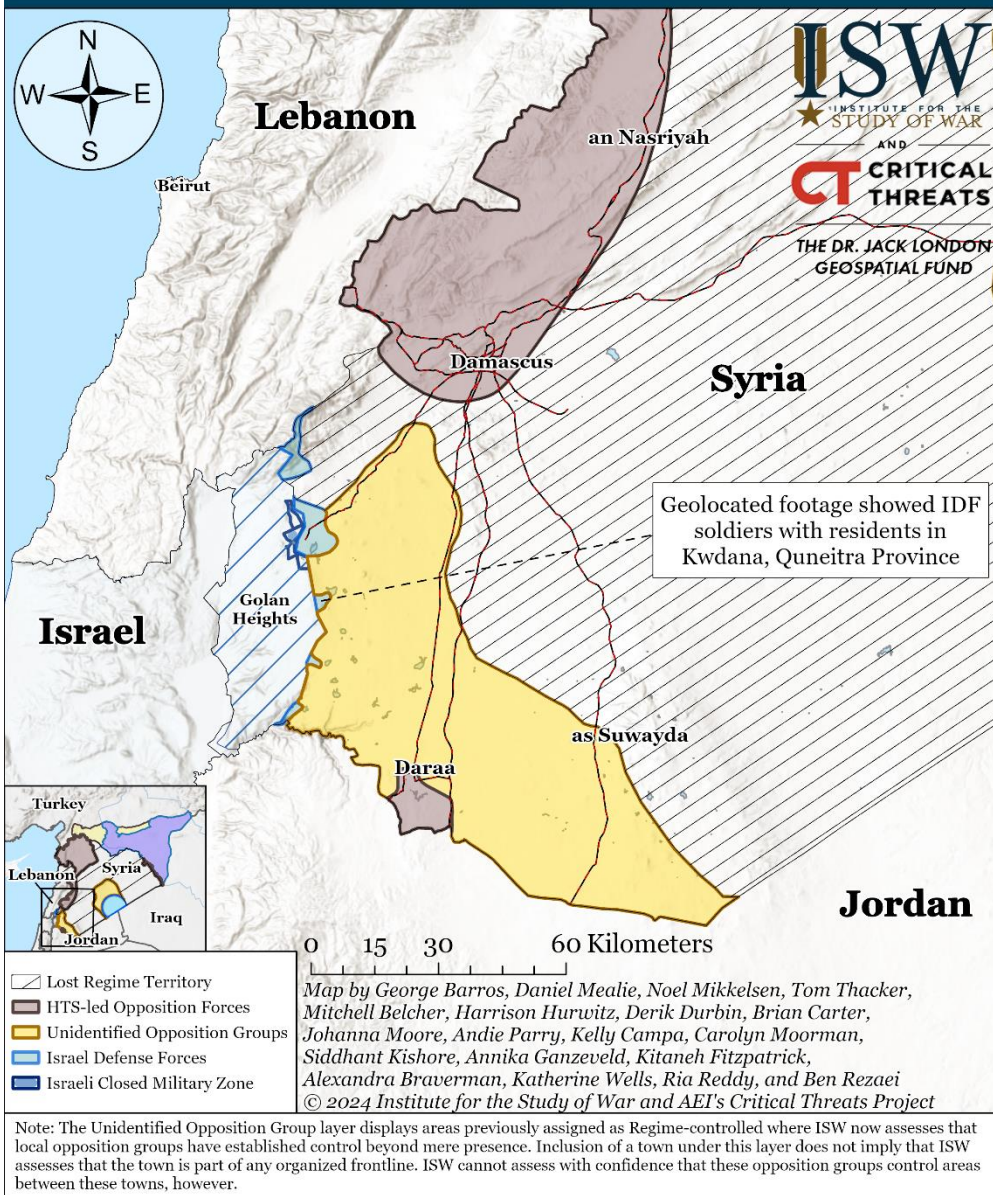 N
W
E
S
ISW
INSTITUTE FOR THE
STUDY OF WAR
AND
CT CRITICAL
THREATS
THE DR. JACK LONDON
GEOSPATIAL FUND
Lebanon
an Nasriyah
Beirut
Damascus
Syria
Geolocated footage showed IDF
soldiers with residents in
Kwdana, Quneitra Province
Golan
Heights
Israel
as Suwayda
Daraa
Jordan
Turkey
Lebanon
Syria
Iraq
Jordan
0 15 30 60 Kilometers
Lost Regime Territory
HTS-led Opposition Forces
Unidentified Opposition Groups
Israel Defense Forces
Israeli Closed Military Zone
Map by George Barros, Daniel Mealie, Noel Mikkelsen, Tom Thacker,
Mitchell Belcher, Harrison Hurwitz, Derik Durbin, Brian Carter,
Johanna Moore, Andie Parry, Kelly Campa, Carolyn Moorman,
Siddhant Kishore, Annika Ganzeveld, Kitaneh Fitzpatrick,
Alexandra Braverman, Katherine Wells, Ria Reddy, and Ben Rezaei
© 2024 Institute for the Study of War and AEI's Critical Threats Project
Note: The Unidentified Opposition Group layer displays areas previously assigned as Regime-controlled where ISW now assesses that
local opposition groups have established control beyond mere presence. Inclusion of a town under this layer does not imply that ISW
assesses that the town is part of any organized frontline. ISW cannot assess with confidence that these opposition groups control areas
between these towns, however.